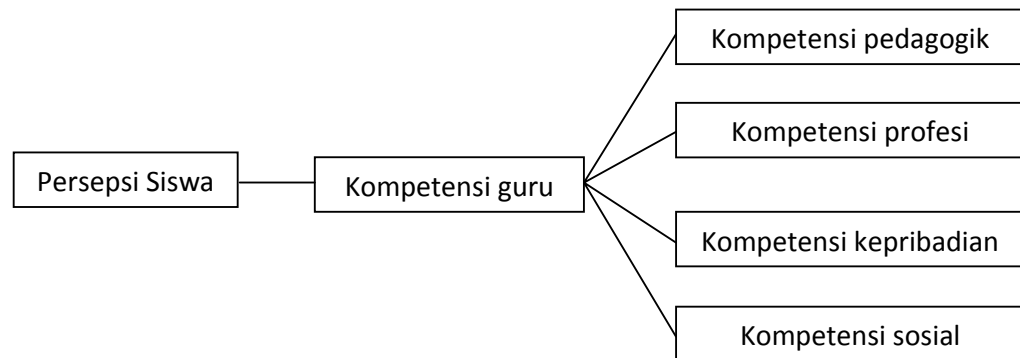 Kompetensi pedagogik
Kompetensi profesi
Persepsi Siswa
Kompetensi guru
Kompetensi kepribadian
Kompetensi sosial